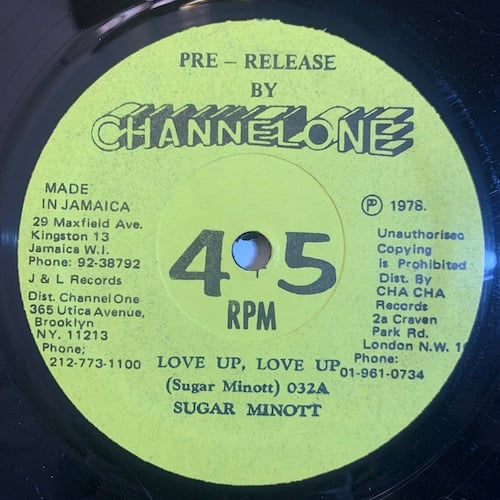 PRE - RELEASE
BY
CHANNEL ONE
MADE
IN JAMAICA
29 Maxfield Ave.
Kingston 13
Jamaica W.I.
Phone: 92-38792
J & L Records
Dist. Channel One
365 Utica Avenue,
Brooklyn
NY. 11213
Phone;
212-773-1100
45
RPM
Ⓟ 1978.
Unauthorised
Copying
is Prohibited
Dist. By
CHA CHA
Records
2a Craven
Park Rd.
London N.W. 10
Phone:
01-961-0734
LOVE UP, LOVE UP
(Sugar Minott) 032A
SUGAR MINOTT